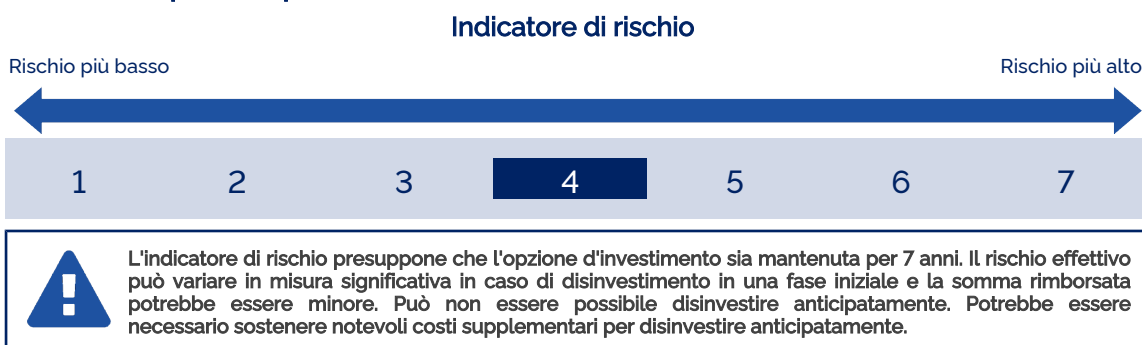 Indicatore di rischio
Rischio più basso
Rischio più alto
1 2 3 4 5 6 7
L'indicatore di rischio presuppone che l'opzione d'investimento sia mantenuta per 7 anni. Il rischio effettivo
può variare in misura significativa in caso di disinvestimento in una fase iniziale e la somma rimborsata
potrebbe essere minore. Può non essere possibile disinvestire anticipatamente. Potrebbe essere
necessario sostenere notevoli costi supplementari per disinvestire anticipatamente.